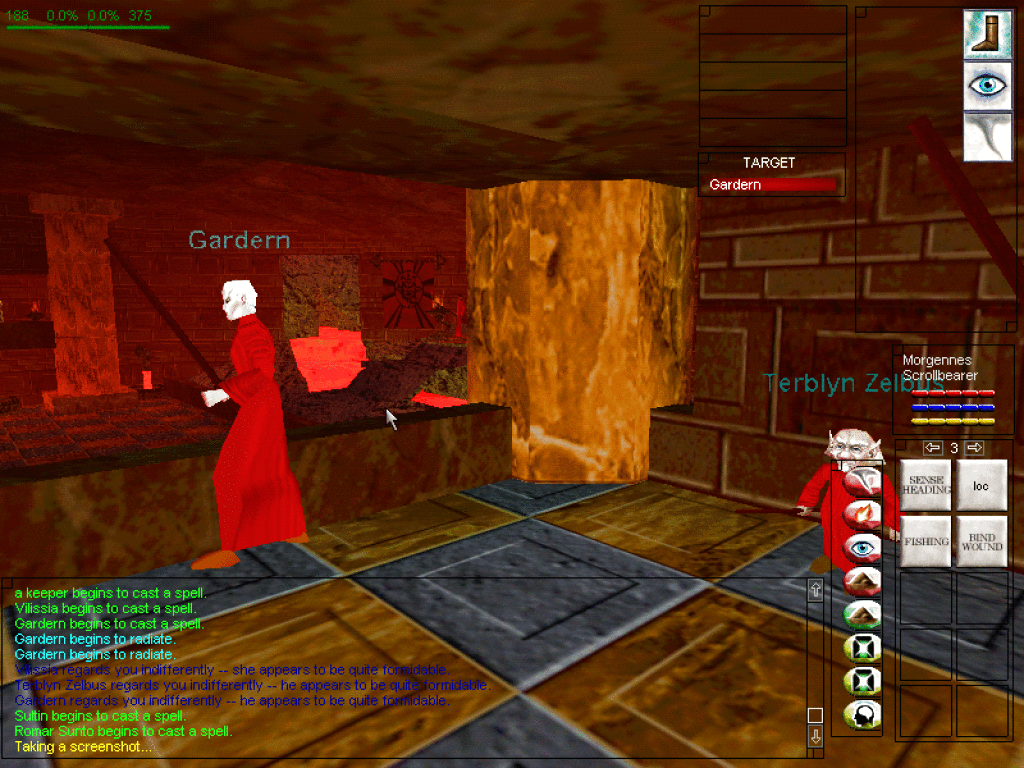 188 0.0% 0.0% 375
TARGET
Gardern
Gardern
Morgennes
Scrollbearer
Terblyn Zelbus
3
SENSE
HEADING
loc
FISHING
BIND
WOUND
a keeper begins to cast a spell.
Vilissia begins to cast a spell.
Gardern begins to cast a spell.
Gardern begins to radiate.
Gardern begins to radiate.
Vilissia regards you indifferently -- she appears to be quite formidable.
Terblyn Zelbus regards you indifferently -- he appears to be quite formidable.
Gardern regards you indifferently -- he appears to be quite formidable.
Sultin begins to cast a spell.
Romar Sunto begins to cast a spell.
Taking a screenshot...